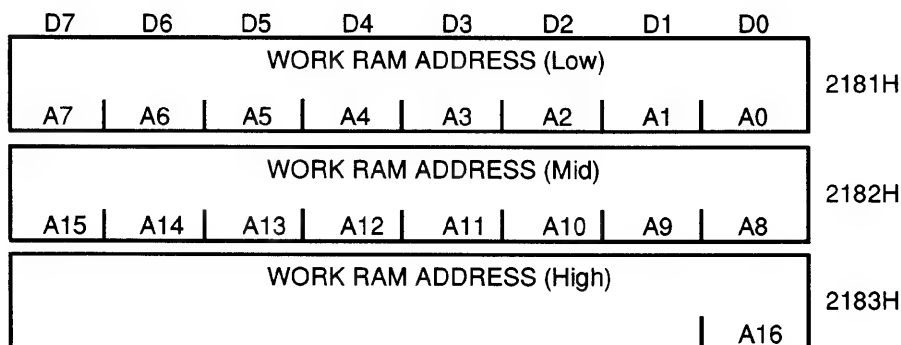 D7 D6 D5 D4 D3 D2 D1 D0
WORK RAM ADDRESS (Low)
2181H
A7 A6 A5 A4 A3 A2 A1 A0
WORK RAM ADDRESS (Mid)
2182H
A15 A14 A13 A12 A11 A10 A9 A8
WORK RAM ADDRESS (High)
2183H
A16